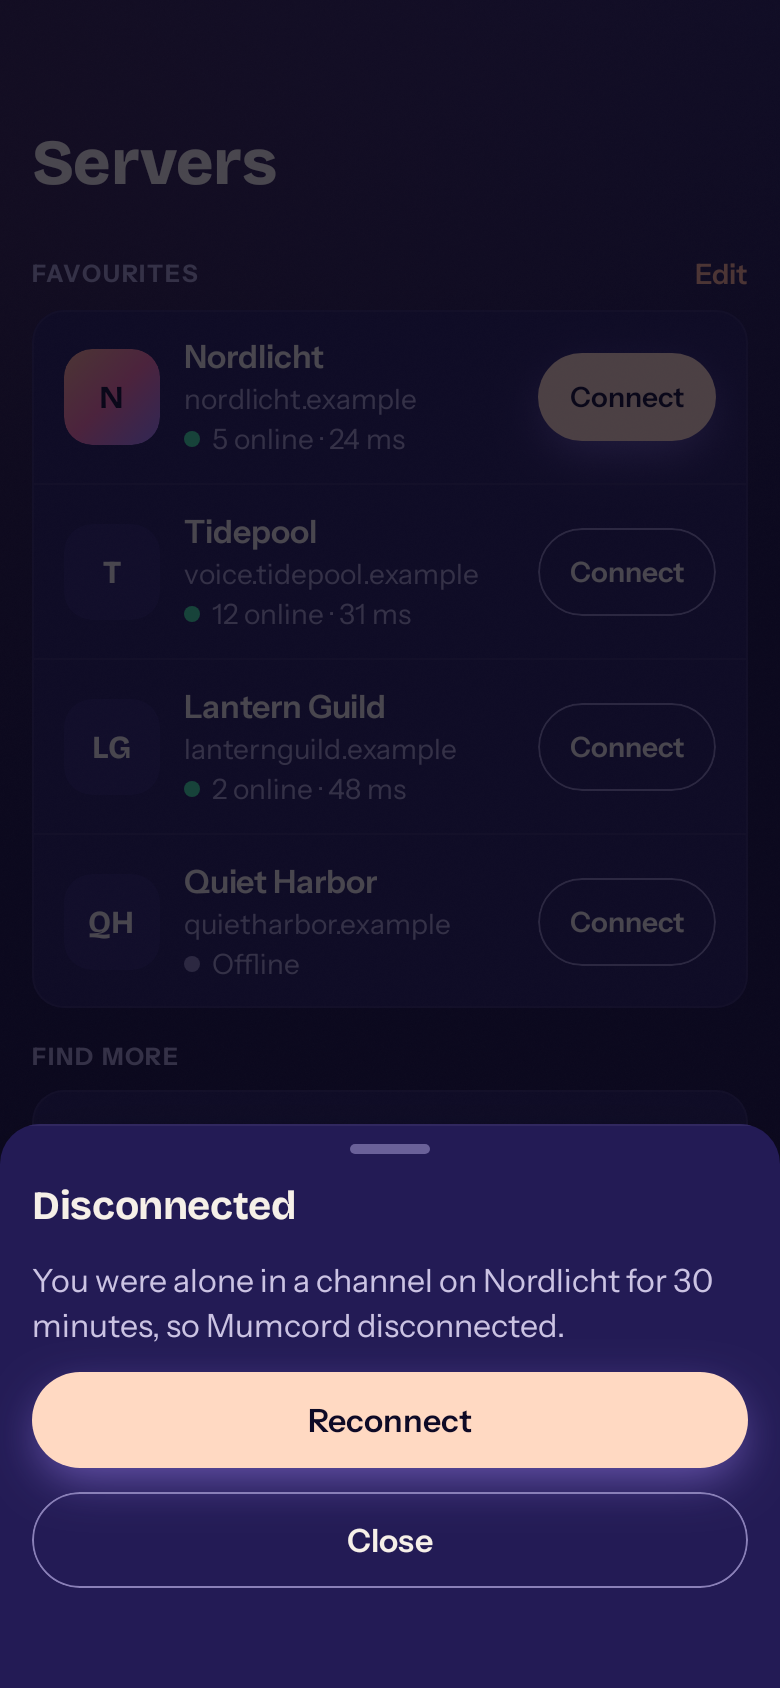 Servers
FAVOURITES
Edit
N
Nordlicht
nordlicht.example
5 online · 24 ms
Connect
T
Tidepool
voice.tidepool.example
12 online · 31 ms
Connect
LG
Lantern Guild
lanternguild.example
2 online · 48 ms
Connect
QH
Quiet Harbor
quietharbor.example
Offline
Connect
FIND MORE
Disconnected
You were alone in a channel on Nordlicht for 30
minutes, so Mumcord disconnected.
Reconnect
Close